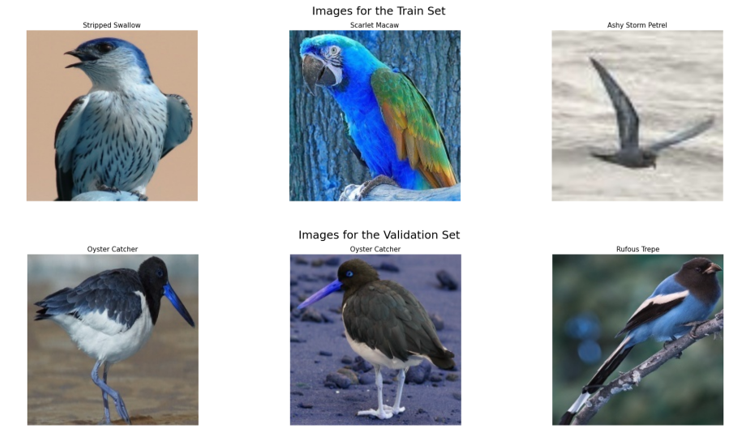 Images for the Train Set
Stripped Swallow
Scarlet Macaw
Ashy Storm Petrel
Images for the Validation Set
Oyster Catcher
Oyster Catcher
Rufous Trepe